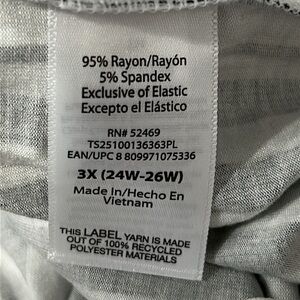 95% Rayon/Rayón
5% Spandex
Exclusive of Elastic
Excepto el Elástico
RN# 52469
TS25100136363PL
EAN/UPC 8 809971075336
3X (24W-26W)
Made In/Hecho En
Vietnam
THIS LABEL YARN IS MADE
OUT OF 100% RECYCLED
POLYESTER MATERIALS